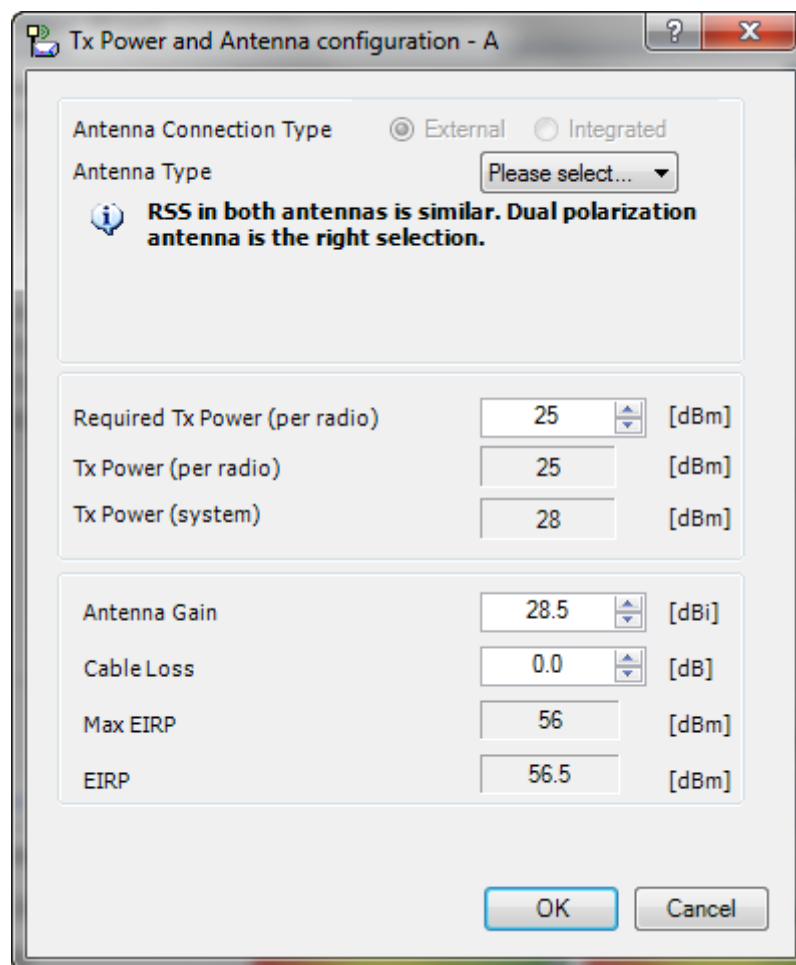 Tx Power and Antenna configuration - A
Antenna Connection Type External Integrated
Antenna Type Please select...
RSS in both antennas is similar. Dual polarization
antenna is the right selection.
Required Tx Power (per radio) 25 [dBm]
Tx Power (per radio) 25 [dBm]
Tx Power (system) 28 [dBm]
Antenna Gain 28.5 [dBi]
Cable Loss 0.0 [dB]
Max EIRP 56 [dBm]
EIRP 56.5 [dBm]
OK Cancel